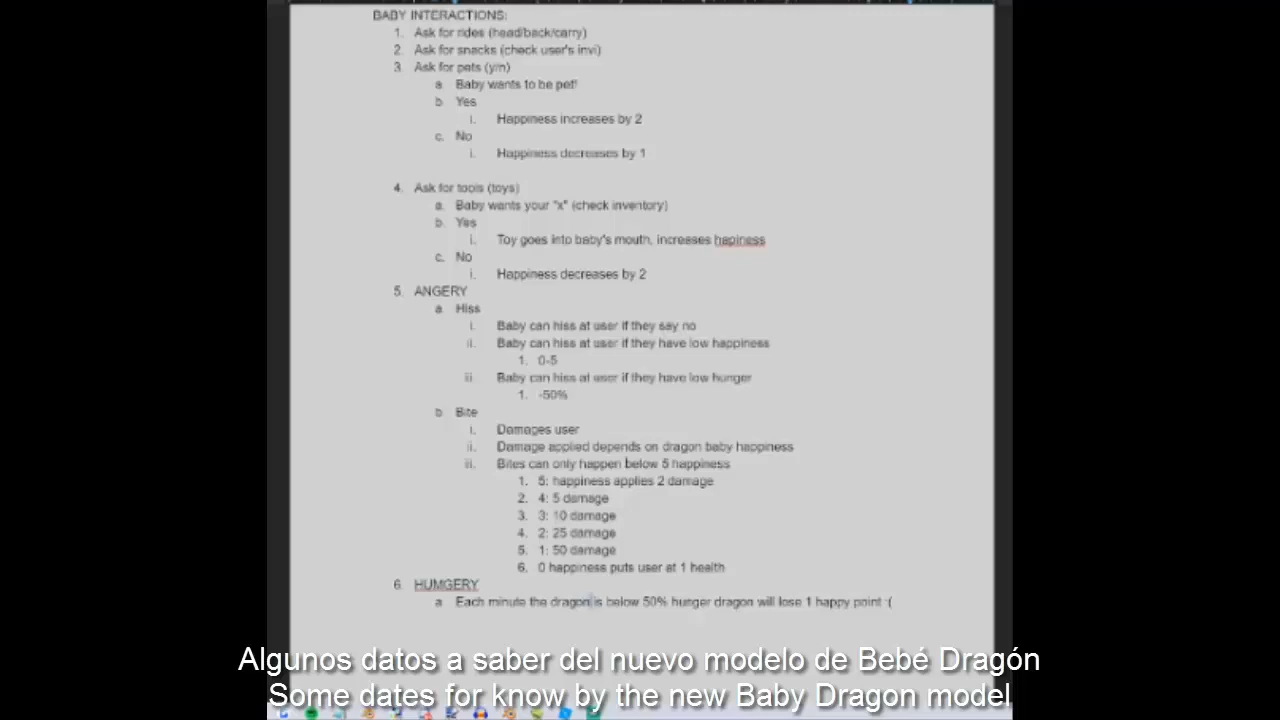 BABY INTERACTIONS:
1. Ask for rides (head/back/carry)
2. Ask for snacks (check user's invi)
3. Ask for pets (y/n)
a. Baby wants to be pet!
b. Yes
i. Happiness increases by 2
c. No
i. Happiness decreases by 1
4. Ask for tools (toys)
a. Baby wants your "x" (check inventory)
b. Yes
i. Toy goes into baby's mouth, increases hapiness
c. No
i. Happiness decreases by 2
5. ANGERY
a. Hiss
i. Baby can hiss at user if they say no
ii. Baby can hiss at user if they have low happiness
1. 0-5
iii. Baby can hiss at user if they have low hunger
1. -50%
b. Bite
i. Damages user
ii. Damage applied depends on dragon baby happiness
iii. Bites can only happen below 5 happiness
1. 5: happiness applies 2 damage
2. 4: 5 damage
3. 3: 10 damage
4. 2: 25 damage
5. 1: 50 damage
6. 0 happiness puts user at 1 health
6. HUMGERY
a. Each minute the dragon is below 50% hunger dragon will lose 1 happy point :(
Algunos datos a saber del nuevo modelo de Bebé Dragón
Some dates for know by the new Baby Dragon model